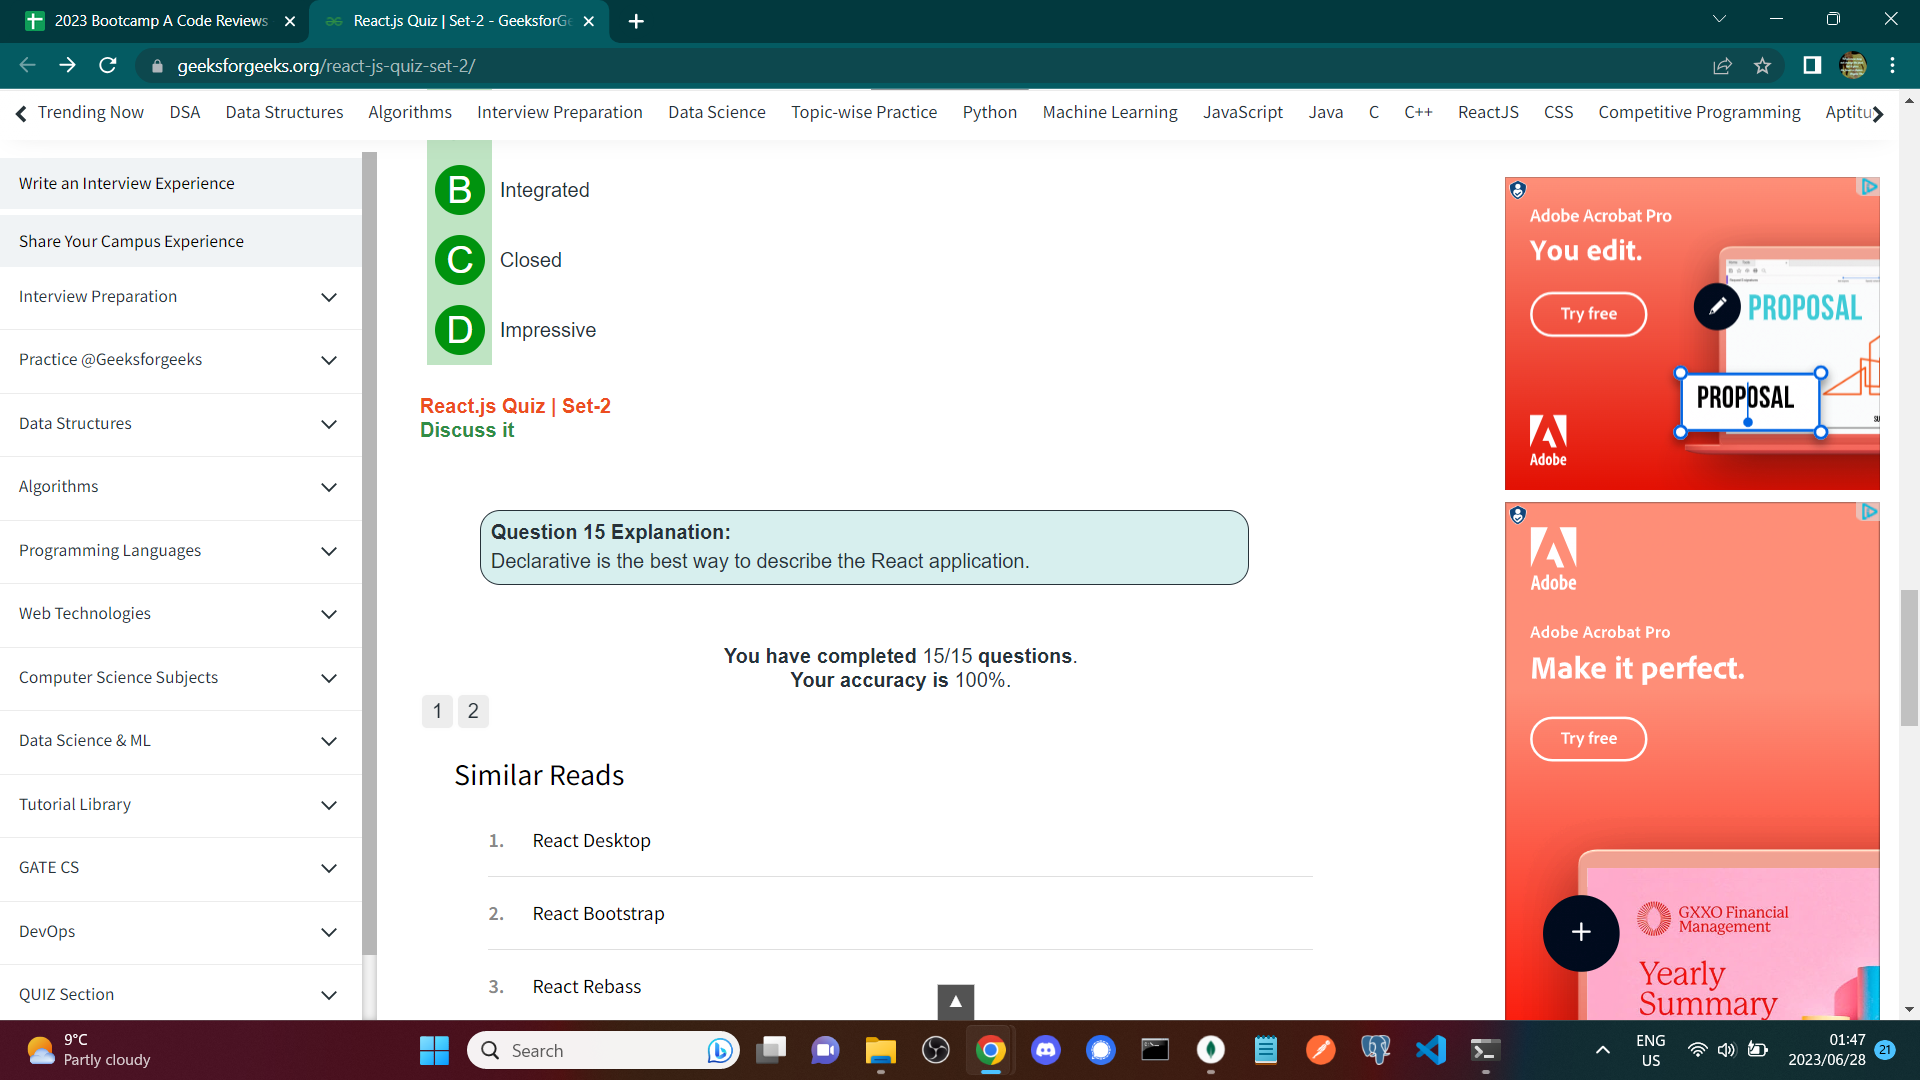 2023 Bootcamp A Code Reviews
React.js Quiz | Set-2 - GeeksforGe
geeksforgeeks.org/react-js-quiz-set-2/
Trending Now DSA Data Structures Algorithms Interview Preparation Data Science Topic-wise Practice Python Machine Learning JavaScript Java C C++ ReactJS CSS Competitive Programming Aptitu
Write an Interview Experience
Share Your Campus Experience
Interview Preparation
Practice @Geeksforgeeks
Data Structures
Algorithms
Programming Languages
Web Technologies
Computer Science Subjects
Data Science & ML
Tutorial Library
GATE CS
DevOps
QUIZ Section
B Integrated
C Closed
D Impressive
React.js Quiz | Set-2
Discuss it
Question 15 Explanation:
Declarative is the best way to describe the React application.
You have completed 15/15 questions.
Your accuracy is 100%.
1 2
Similar Reads
1. React Desktop
2. React Bootstrap
3. React Rebass
Adobe Acrobat Pro
You edit.
Try free
PROPOSAL
PROPOSAL
Adobe
Adobe
Adobe Acrobat Pro
Make it perfect.
Try free
GXXO Financial
Management
Yearly
Summary
9°C
Partly cloudy
Search
ENG
US
01:47
2023/06/28
21